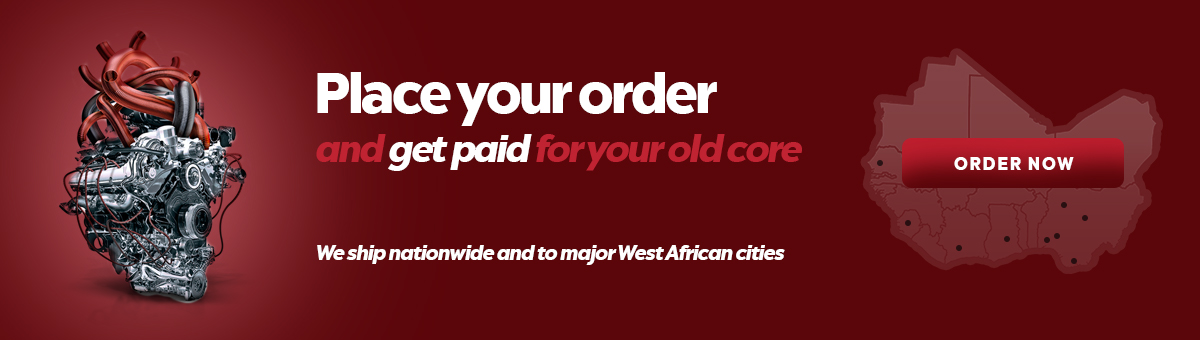 Place your order
and get paid for your old core
ORDER NOW
We ship nationwide and to major West African cities